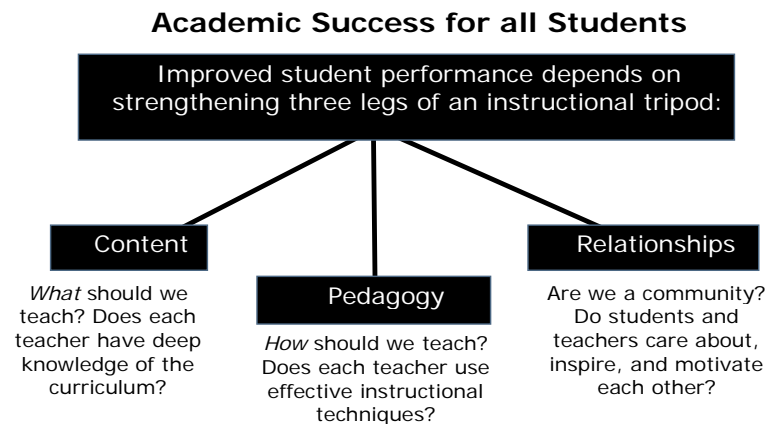 Academic Success for all Students
Improved student performance depends on
strengthening three legs of an instructional tripod:
Content
What should we
teach? Does each
teacher have deep
knowledge of the
curriculum?
Pedagogy
How should we teach?
Does each teacher use
effective instructional
techniques?
Relationships
Are we a community?
Do students and
teachers care about,
inspire, and motivate
each other?